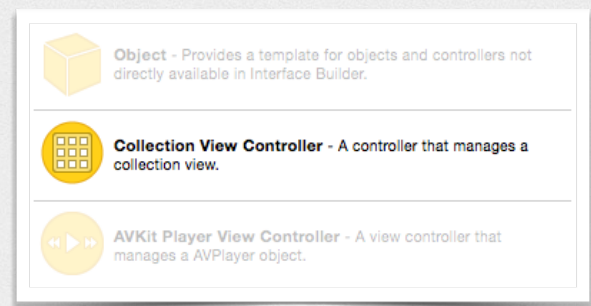 Object - Provides a template for objects and controllers not
directly available in Interface Builder.
Collection View Controller - A controller that manages a
collection view.
AVKit Player View Controller - A view controller that
manages a AVPlayer object.